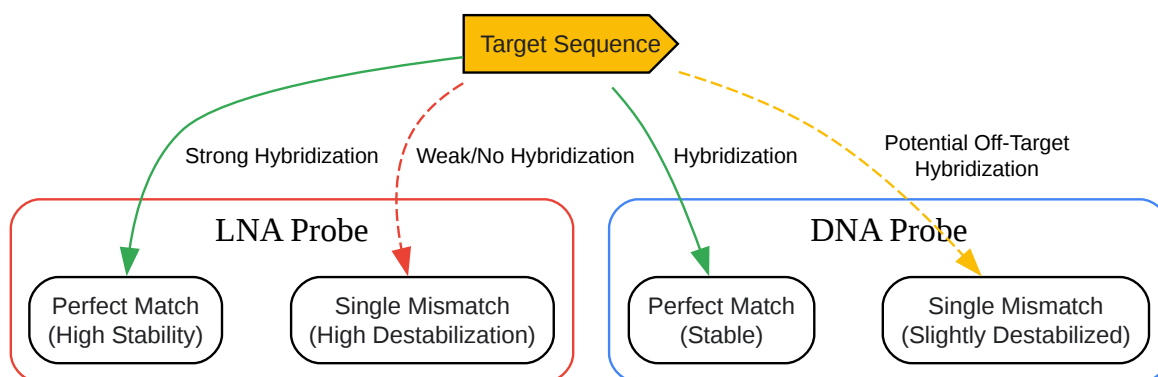 Target Sequence
Strong Hybridization
Weak/No Hybridization
Hybridization
Potential Off-Target
Hybridization
LNA Probe
DNA Probe
Perfect Match
(High Stability)
Single Mismatch
(High Destabilization)
Perfect Match
(Stable)
Single Mismatch
(Slightly Destabilized)